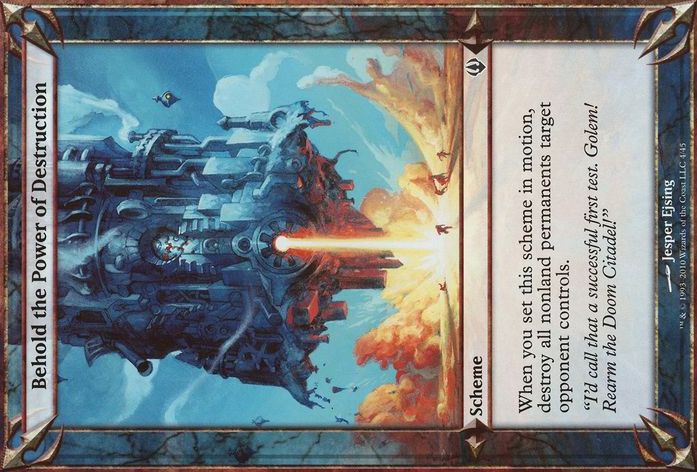 Behold the Power of Destruction
Scheme
When you set this scheme in motion,
destroy all nonland permanents target
opponent controls.
“I’d call that a successful first test. Golem!
Rearm the Doom Citadel!”
Jesper Ejsing
™ & © 1993–2010 Wizards of the Coast LLC 4/45